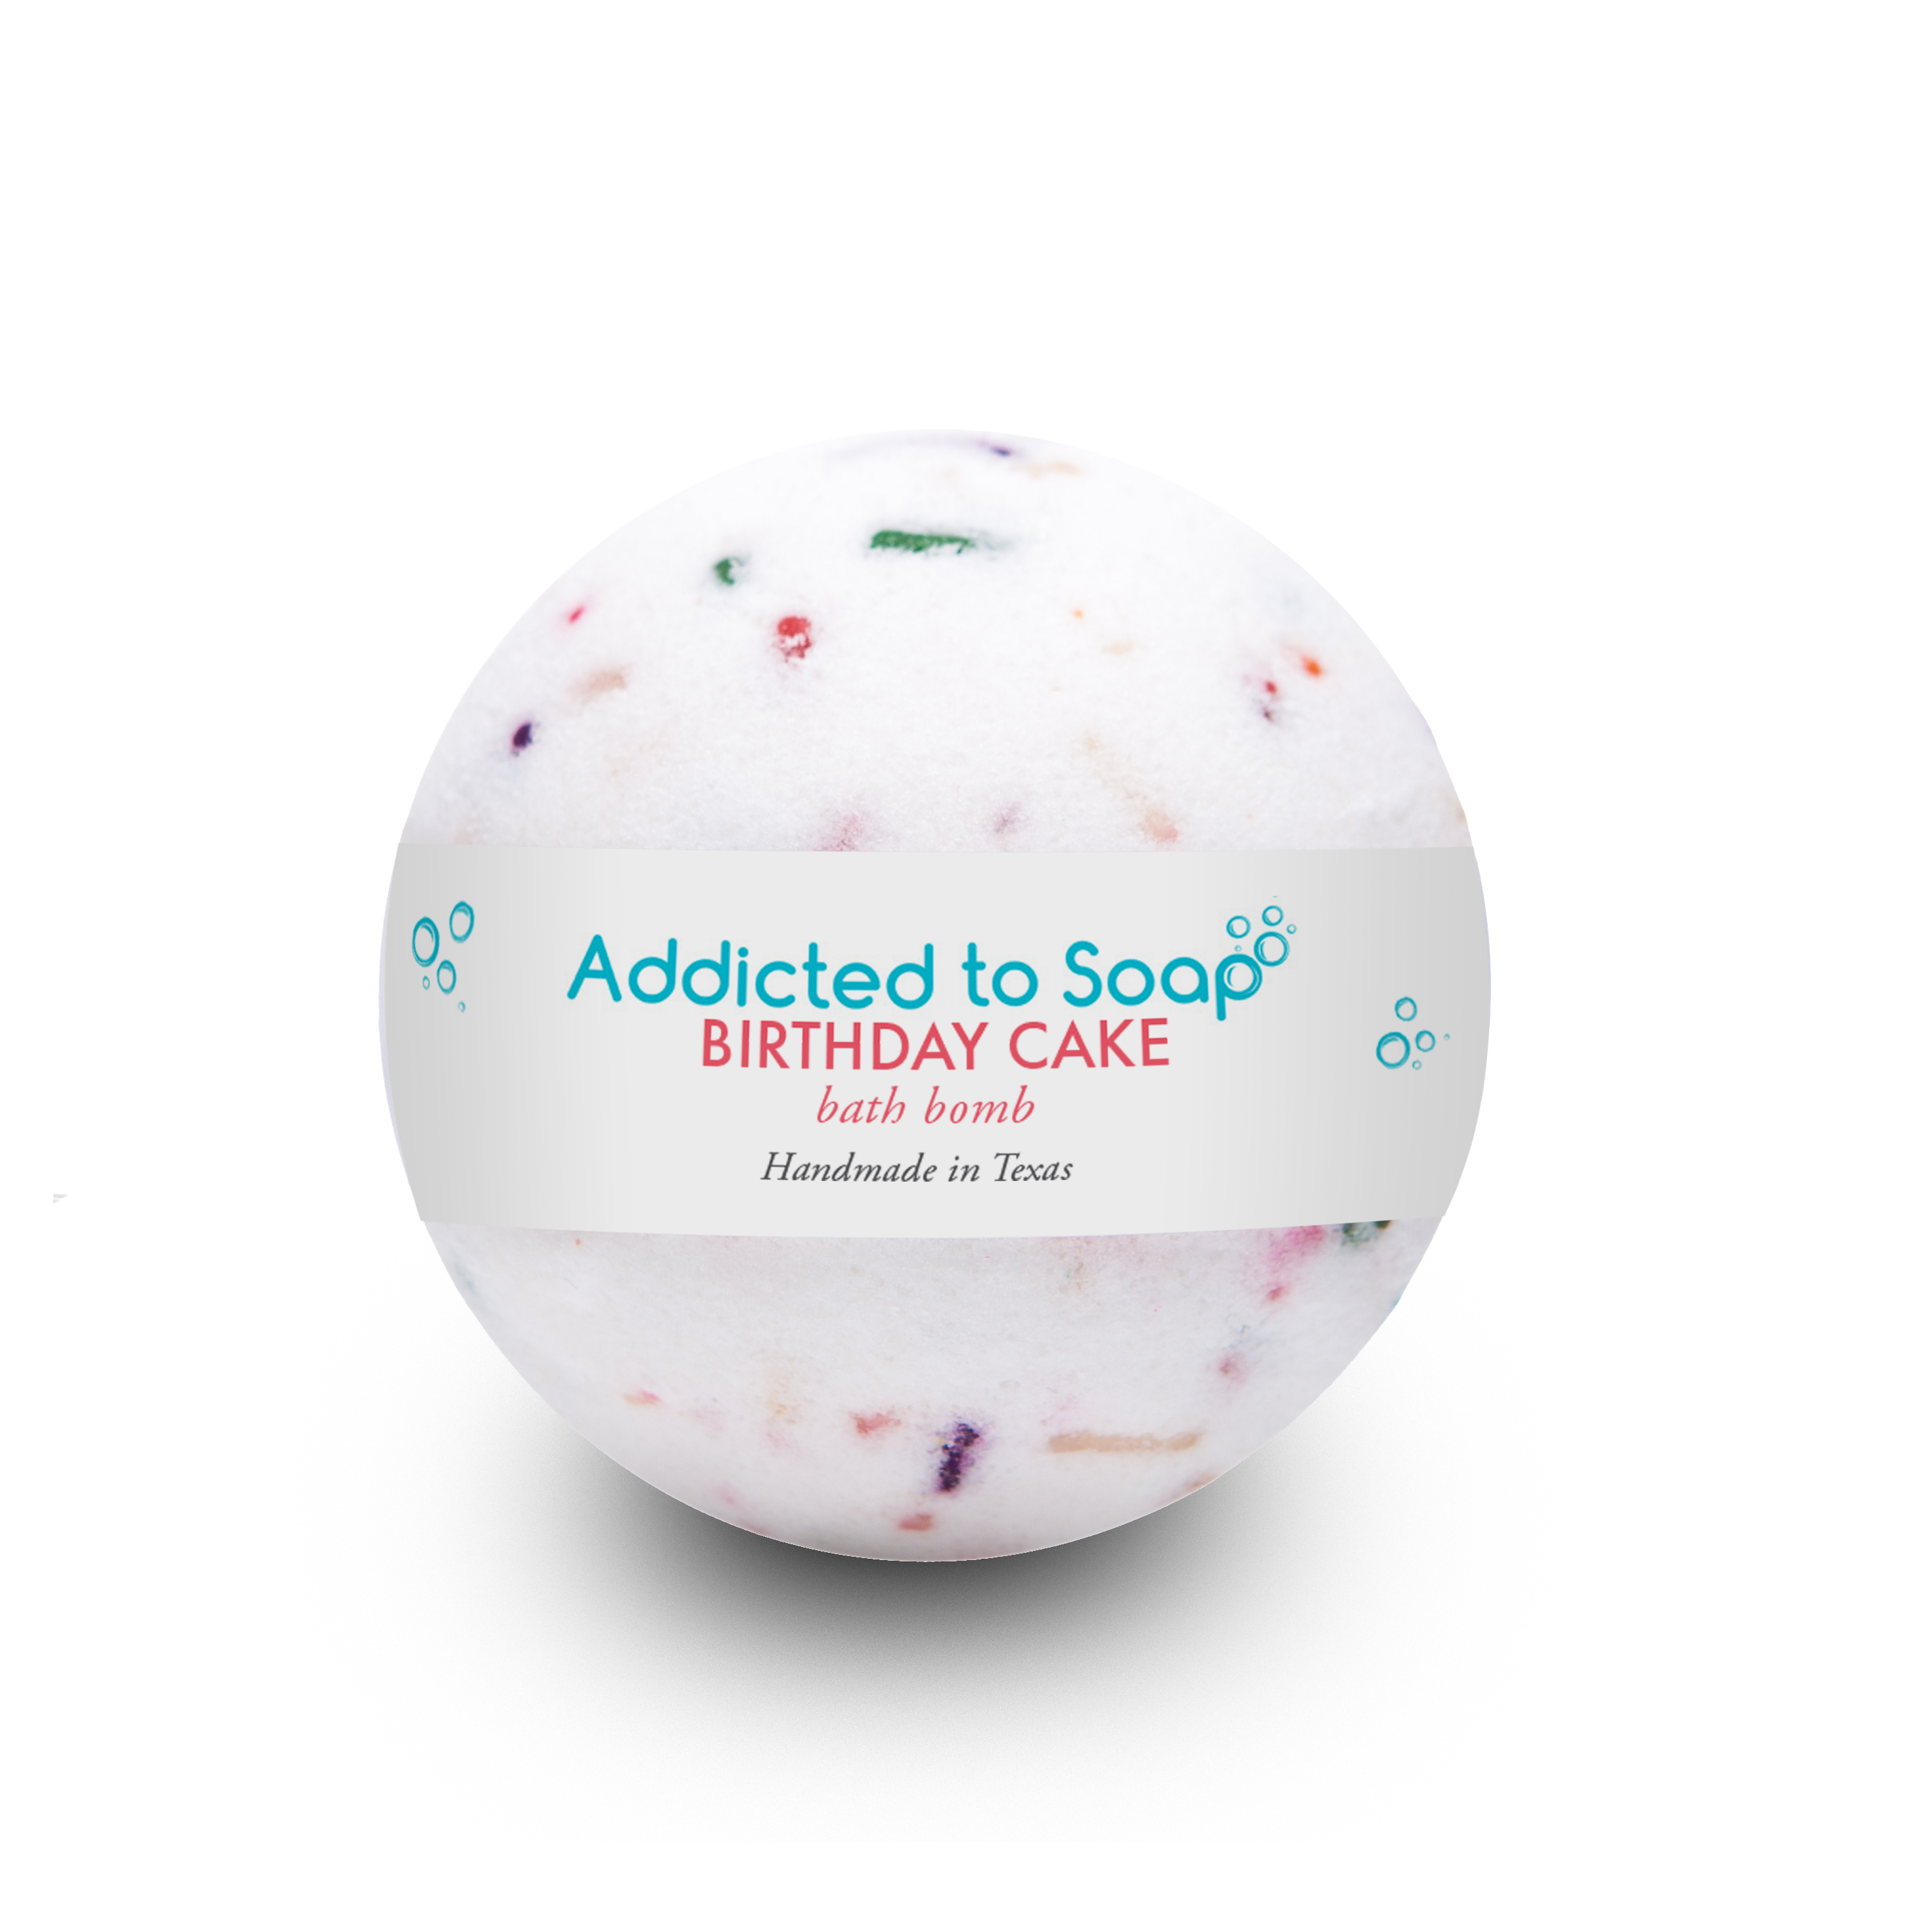 Addicted to Soap
BIRTHDAY CAKE
bath bomb
Handmade in Texas